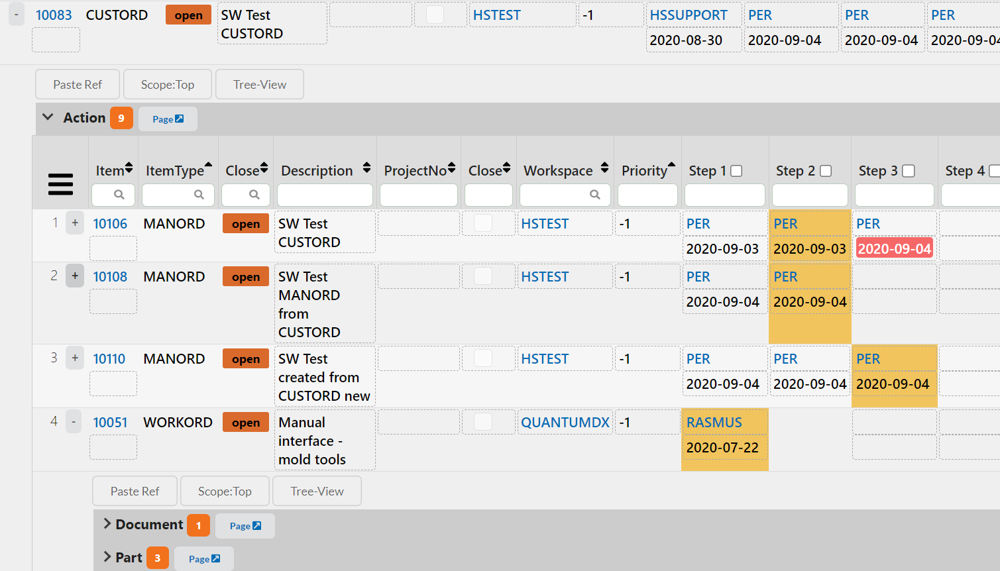 - 10083 CUSTORD open SW Test HSTEST -1 HSSUPPORT PER PER PER
CUSTORD 2020-08-30 2020-09-04 2020-09-04
Paste Ref Scope:Top Tree-View
Action 9 Page
Item ItemType Close Description ProjectNo Close Workspace Priority Step 1 Step 2 Step 3 Step 4
1 + 10106 MANORD open SW Test HSTEST -1 PER PER PER
CUSTORD 2020-09-03 2020-09-03 2020-09-04
2 + 10108 MANORD open SW Test HSTEST -1 PER PER
MANORD 2020-09-04 2020-09-04
from
CUSTORD
3 + 10110 MANORD open SW Test HSTEST -1 PER PER PER
created from 2020-09-04 2020-09-04 2020-09-04
CUSTORD new
4 - 10051 WORKORD open Manual QUANTUMDX -1 RASMUS
interface - 2020-07-22
mold tools
Paste Ref Scope:Top Tree-View
Document 1 Page
Part 3 Page